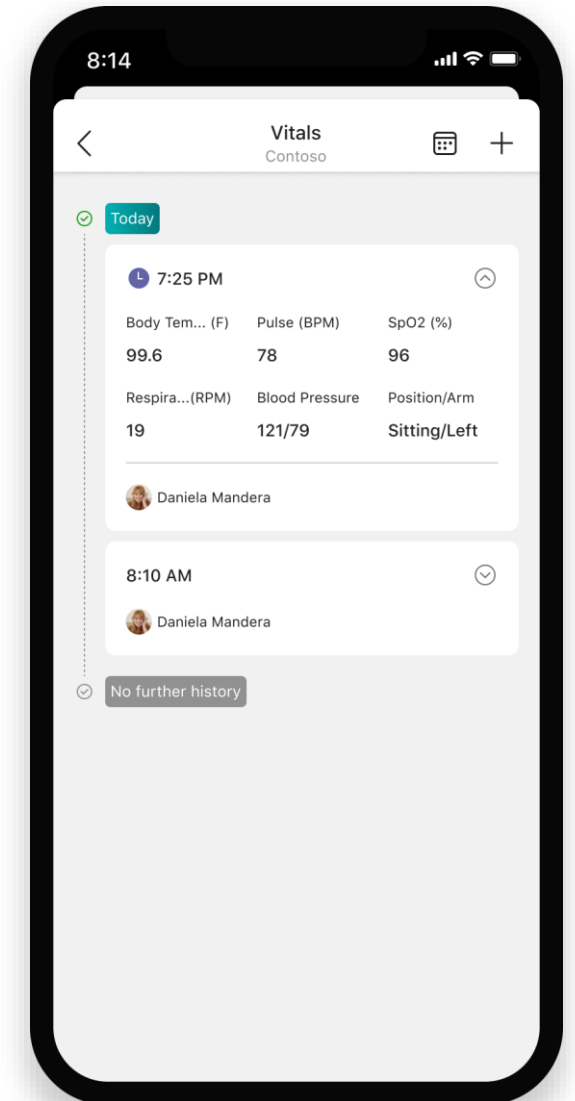 8:14
Vitals
Contoso
Today
7:25 PM
Body Tem... (F) Pulse (BPM) SpO2 (%)
99.6 78 96
Respira...(RPM) Blood Pressure Position/Arm
19 121/79 Sitting/Left
Daniela Mandera
8:10 AM
Daniela Mandera
No further history